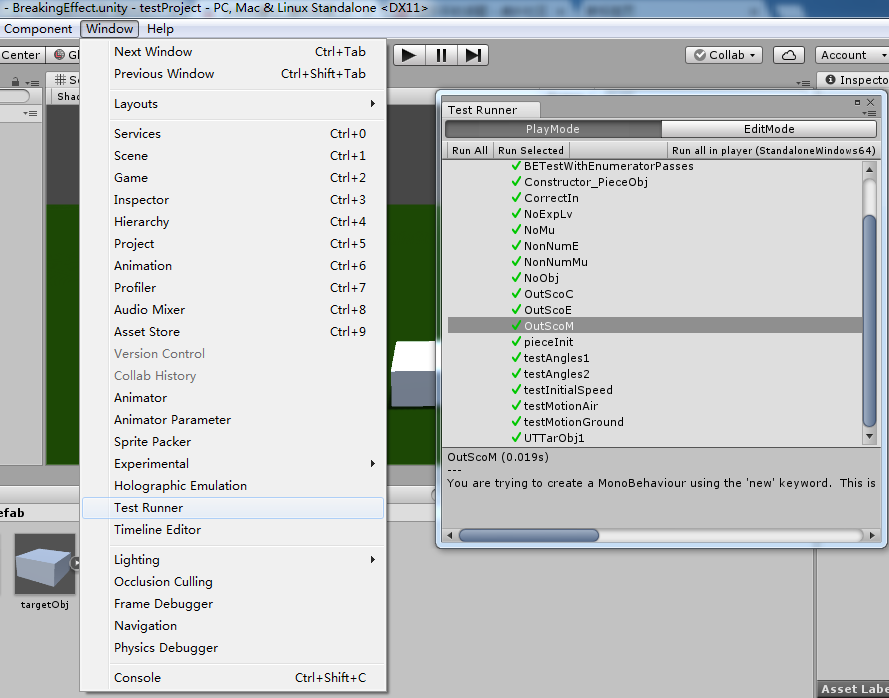 - BreakingEffect.unity - testProject - PC, Mac & Linux Standalone <DX11>
Component Window Help
Center Collab Account
Next Window Ctrl+Tab
Previous Window Ctrl+Shift+Tab
Layouts
Services Ctrl+0
Scene Ctrl+1
Game Ctrl+2
Inspector Ctrl+3
Hierarchy Ctrl+4
Project Ctrl+5
Animation Ctrl+6
Profiler Ctrl+7
Audio Mixer Ctrl+8
Asset Store Ctrl+9
Version Control
Collab History
Animator
Animator Parameter
Sprite Packer
Experimental
Holographic Emulation
Test Runner
Timeline Editor
Lighting
Occlusion Culling
Frame Debugger
Navigation
Physics Debugger
Console Ctrl+Shift+C
Inspecto
Test Runner
PlayMode EditMode
Run All Run Selected Run all in player (StandaloneWindows64)
BETestWithEnumeratorPasses
Constructor_PieceObj
CorrectIn
NoExpLv
NoMu
NonNumE
NonNumMu
NoObj
OutScoC
OutScoE
OutScoM
pieceInit
testAngles1
testAngles2
testInitialSpeed
testMotionAir
testMotionGround
UTTarObj1
OutScoM (0.019s)
---
You are trying to create a MonoBehaviour using the 'new' keyword. This is
efab
targetObj
Asset Labe